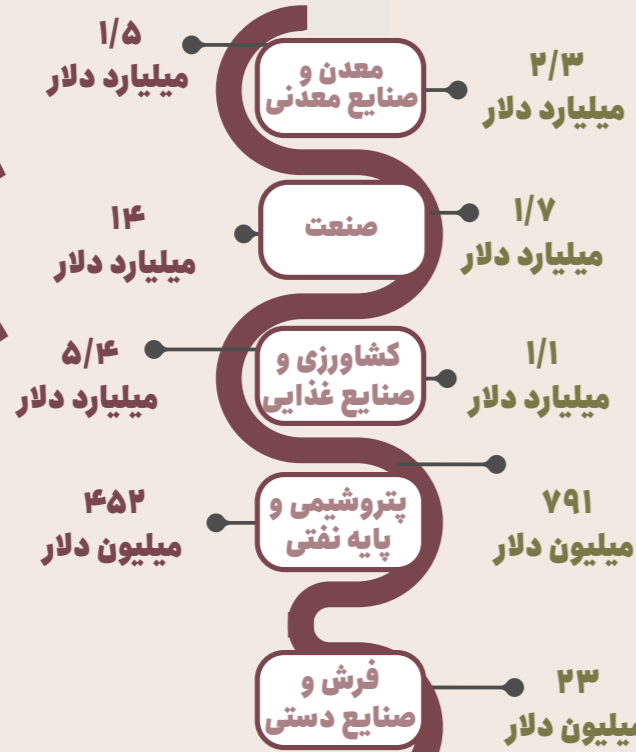 ۲/۳
میلیارد دلار
معدن و
صنایع معدنی
۱/۵
میلیارد دلار
۱/۷
میلیارد دلار
صنعت
۱۴
میلیارد دلار
۱/۱
میلیارد دلار
کشاورزی و
صنایع غذایی
۵/۴
میلیارد دلار
۷۹۱
میلیون دلار
پتروشیمی و
پایه نفتی
۴۵۲
میلیون دلار
۲۳
میلیون دلار
فرش و
صنایع دستی